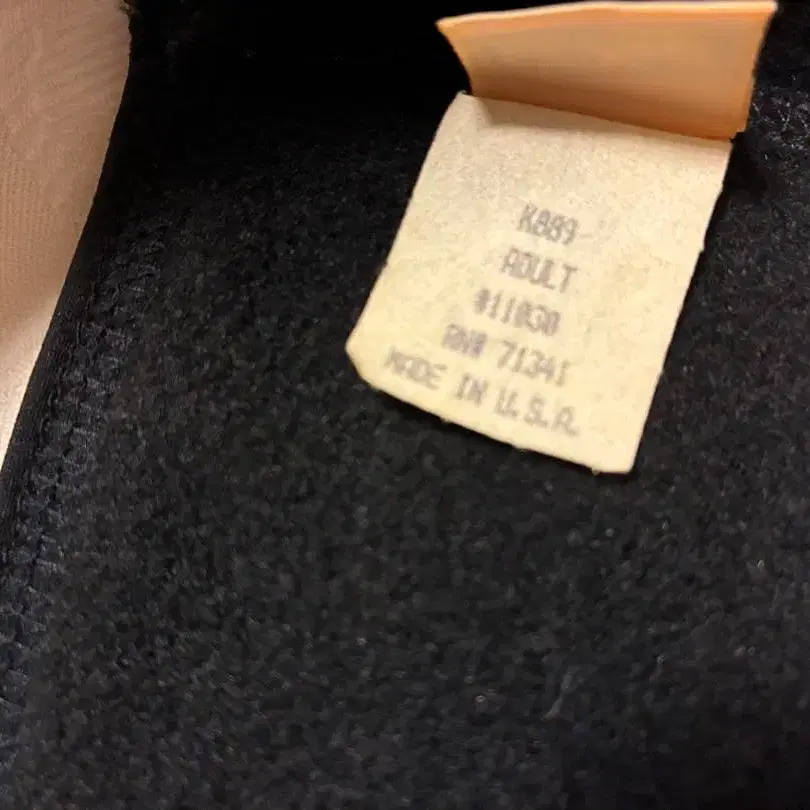 K889
ADULT
#11030
RN# 71341
MADE IN U.S.A.